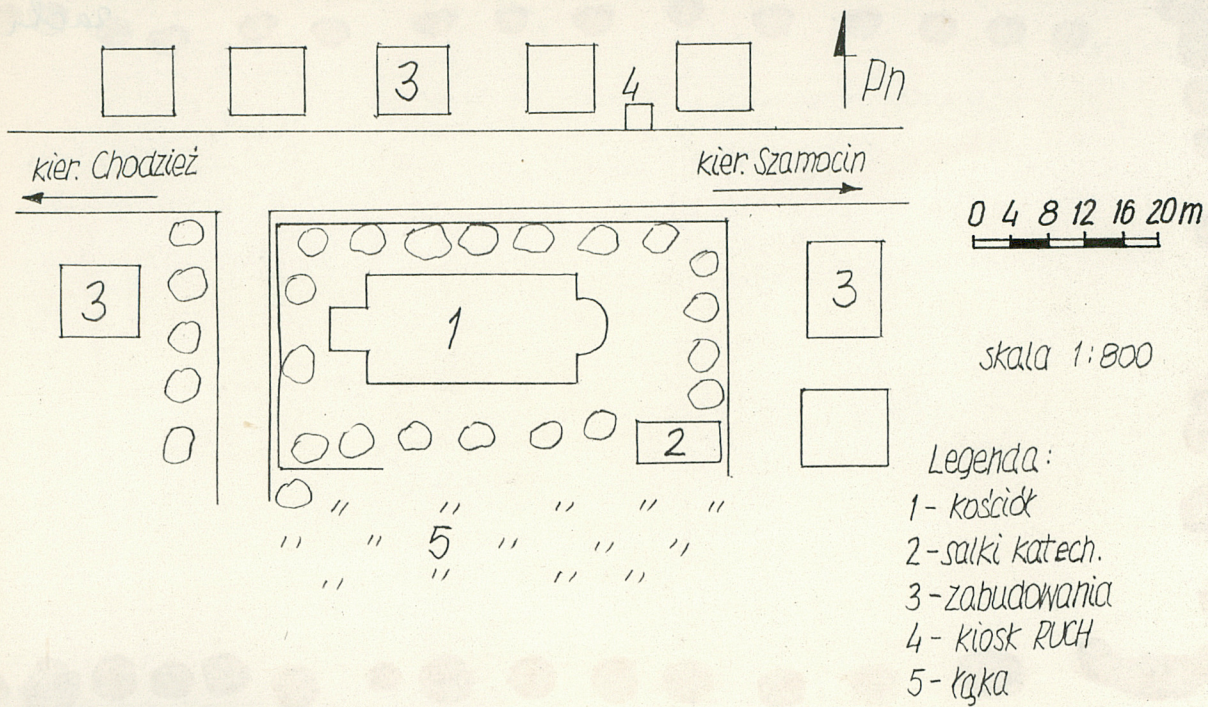 3
4
Pn
kier. Chodzież
kier. Szamocin
0 4 8 12 16 20m
3
1
3
skala 1:800
2
5
Legenda:
1 - kościół
2 - salki katech.
3 - zabudowania
4 - kiosk RUCH
5 - łąka